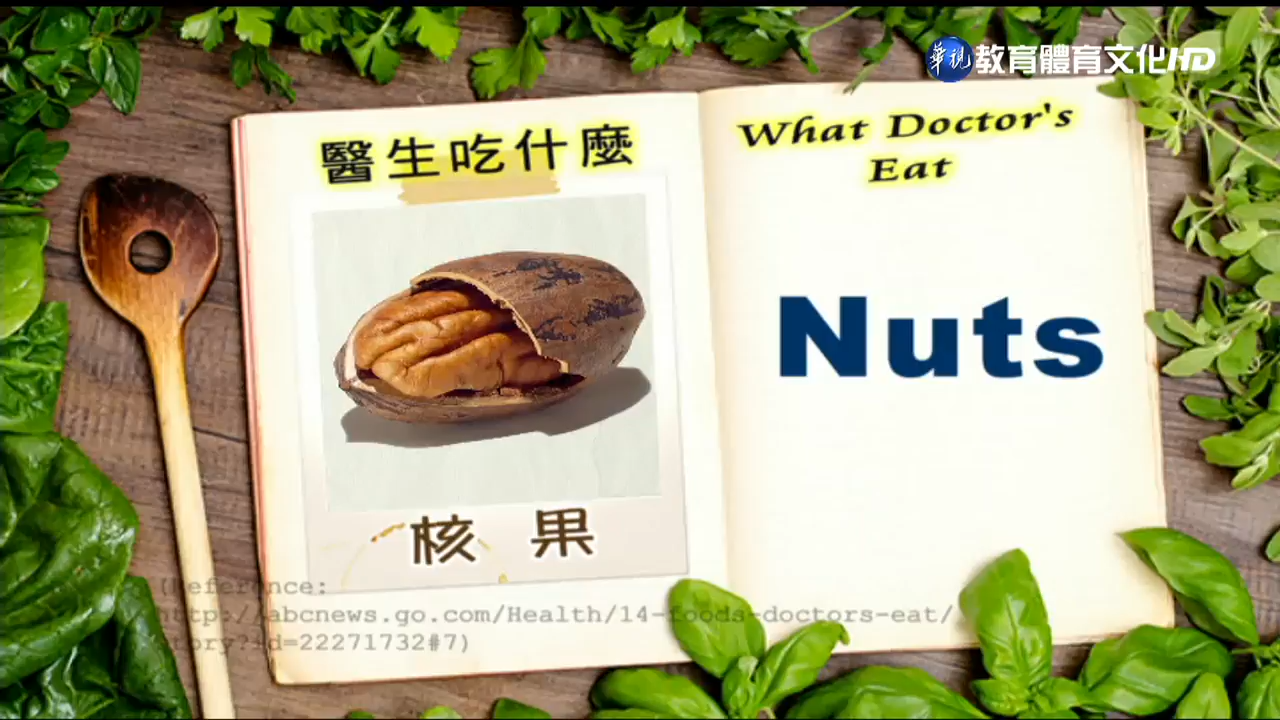 華視 教育體育文化HD
醫生吃什麼
What Doctor's
Eat
Nuts
核果
(Reference:
http://abcnews.go.com/Health/14-foods-doctors-eat/
story?id=22271732#7)